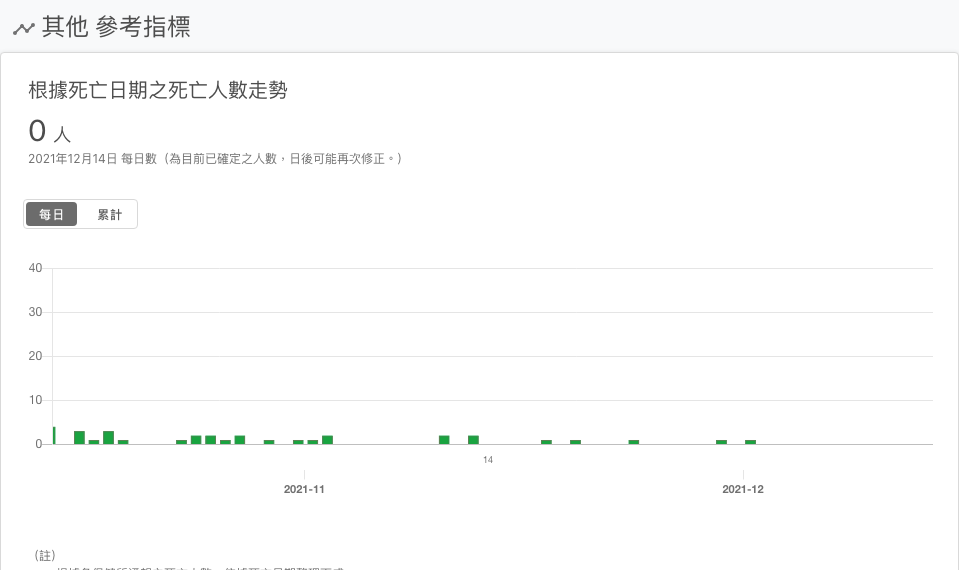 其他 參考指標
根據死亡日期之死亡人數走勢
0 人
2021年12月14日 每日數（為目前已確定之人數，日後可能再次修正。）
每日 累計
40
30
20
10
0
14
2021-11 2021-12
（註）